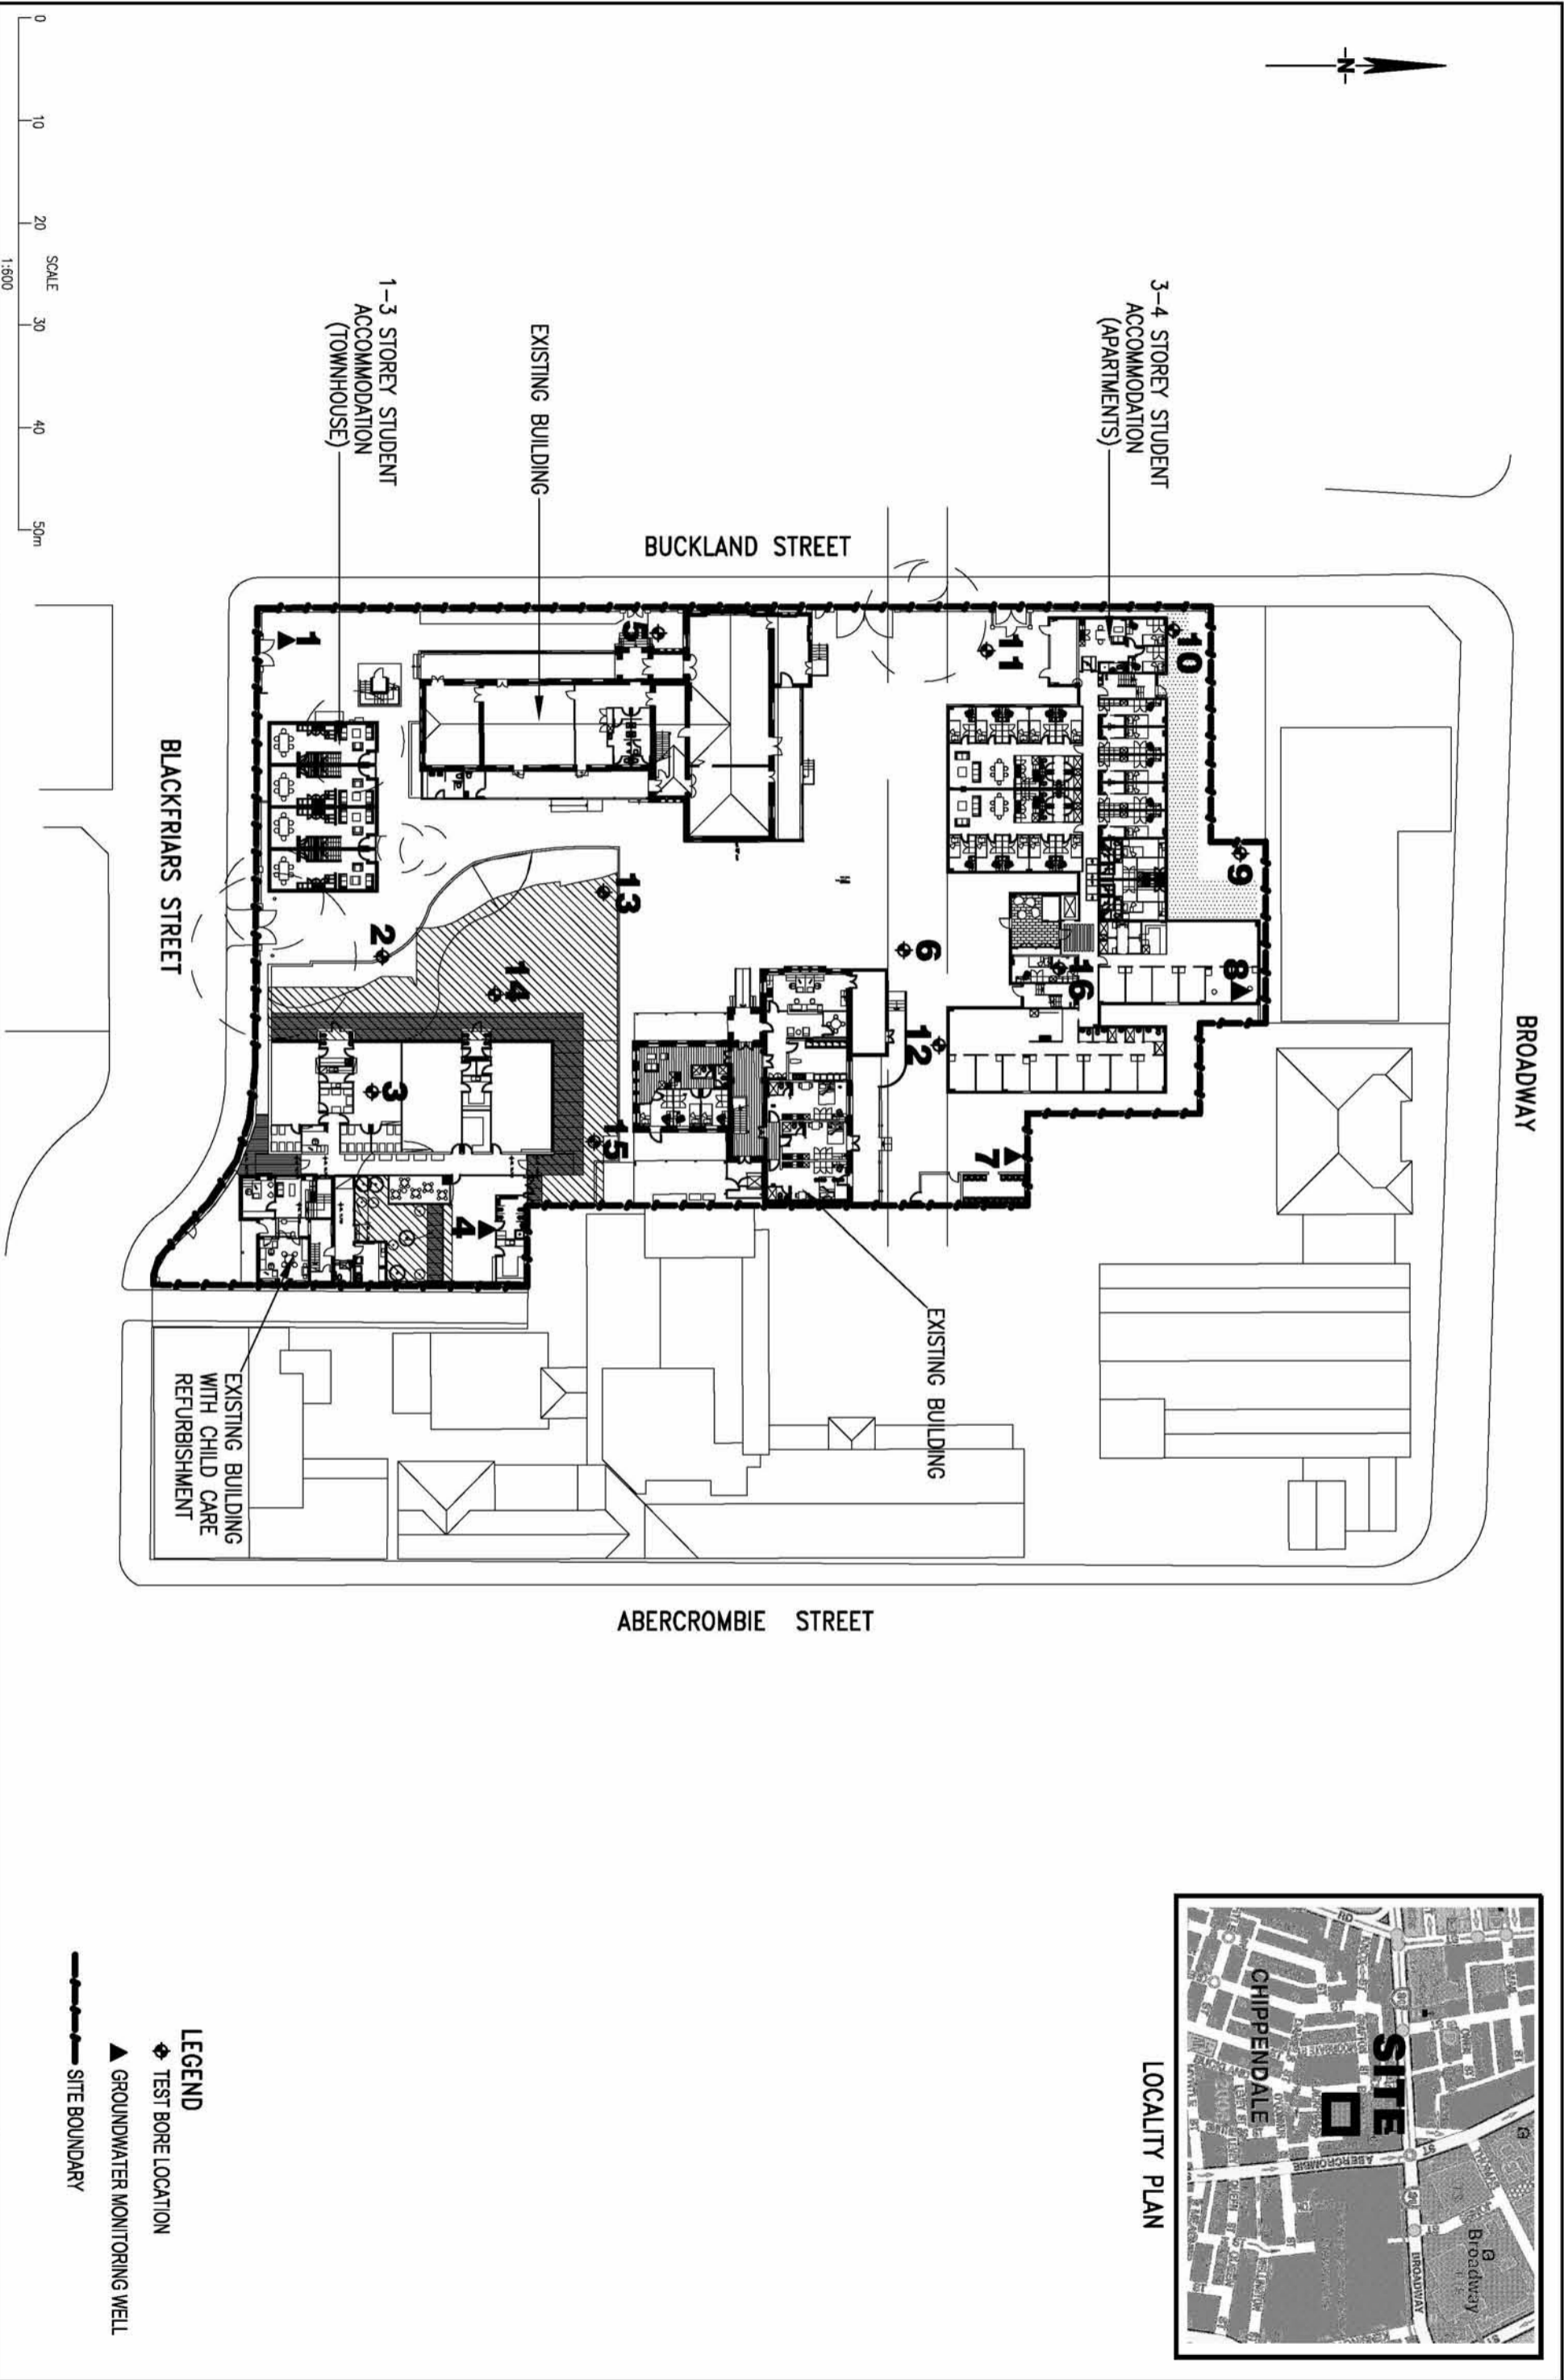 BROADWAY
N
3-4 STOREY STUDENT
ACCOMMODATION
(APARTMENTS)
EXISTING BUILDING
1-3 STOREY STUDENT
ACCOMMODATION
(TOWNHOUSE)
BUCKLAND STREET
BLACKFRIARS STREET
ABERCROMBIE STREET
EXISTING BUILDING
EXISTING BUILDING
WITH CHILD CARE
REFURBISHMENT
10
9
8
11
16
6
12
7
5
13
14
15
1
2
3
4
0 10 20 30 40 50m
SCALE
1:600
SITE
CHIPPENDALE
Broadway
BROADWAY
ABERCROMBIE
BUCKLAND
RD
ST
LOCALITY PLAN
LEGEND
TEST BORE LOCATION
GROUNDWATER MONITORING WELL
SITE BOUNDARY